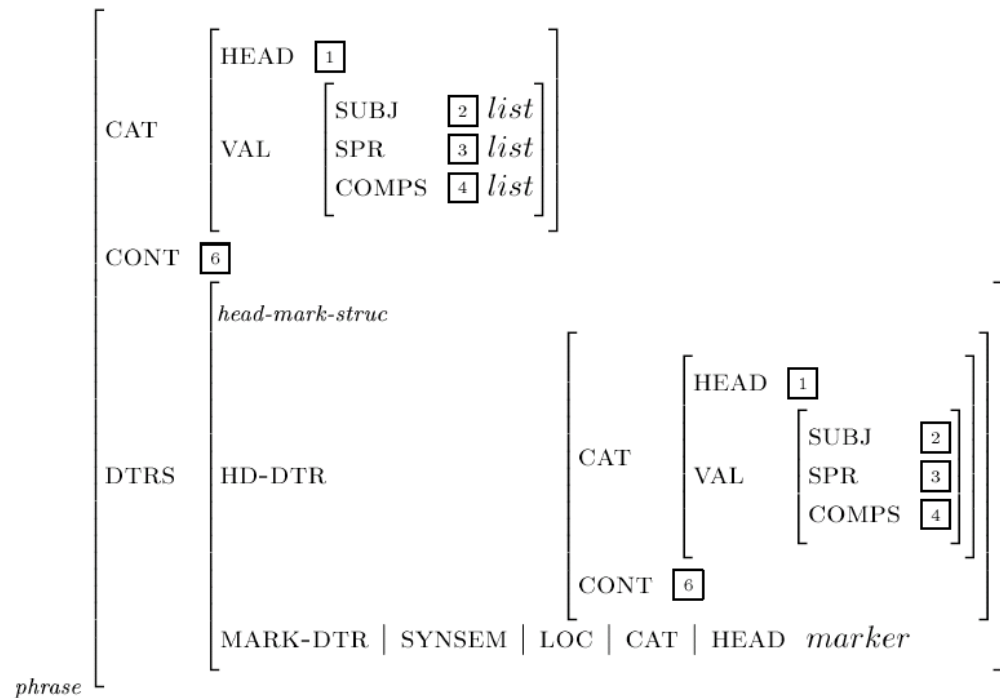 HEAD 1
SUBJ 2 list
CAT
VAL SPR 3 list
COMPS 4 list
CONT 6
head-mark-struc
HEAD 1
SUBJ 2
CAT
DTRS HD-DTR VAL SPR 3
COMPS 4
CONT 6
MARK-DTR | SYNSEM | LOC | CAT | HEAD marker
phrase